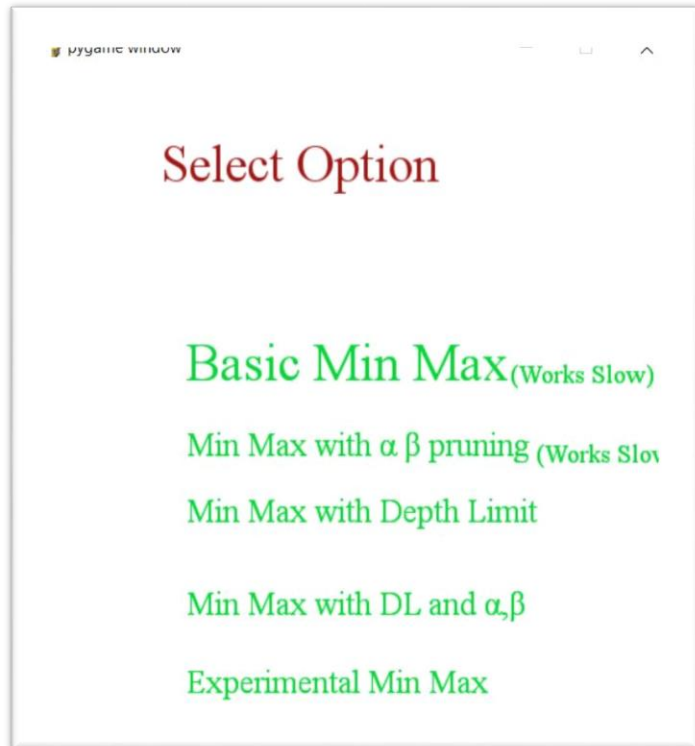 pygame window
Select Option
Basic Min Max(Works Slow)
Min Max with α β pruning (Works
Min Max with Depth Limit
Min Max with DL and α,β
Experimental Min Max